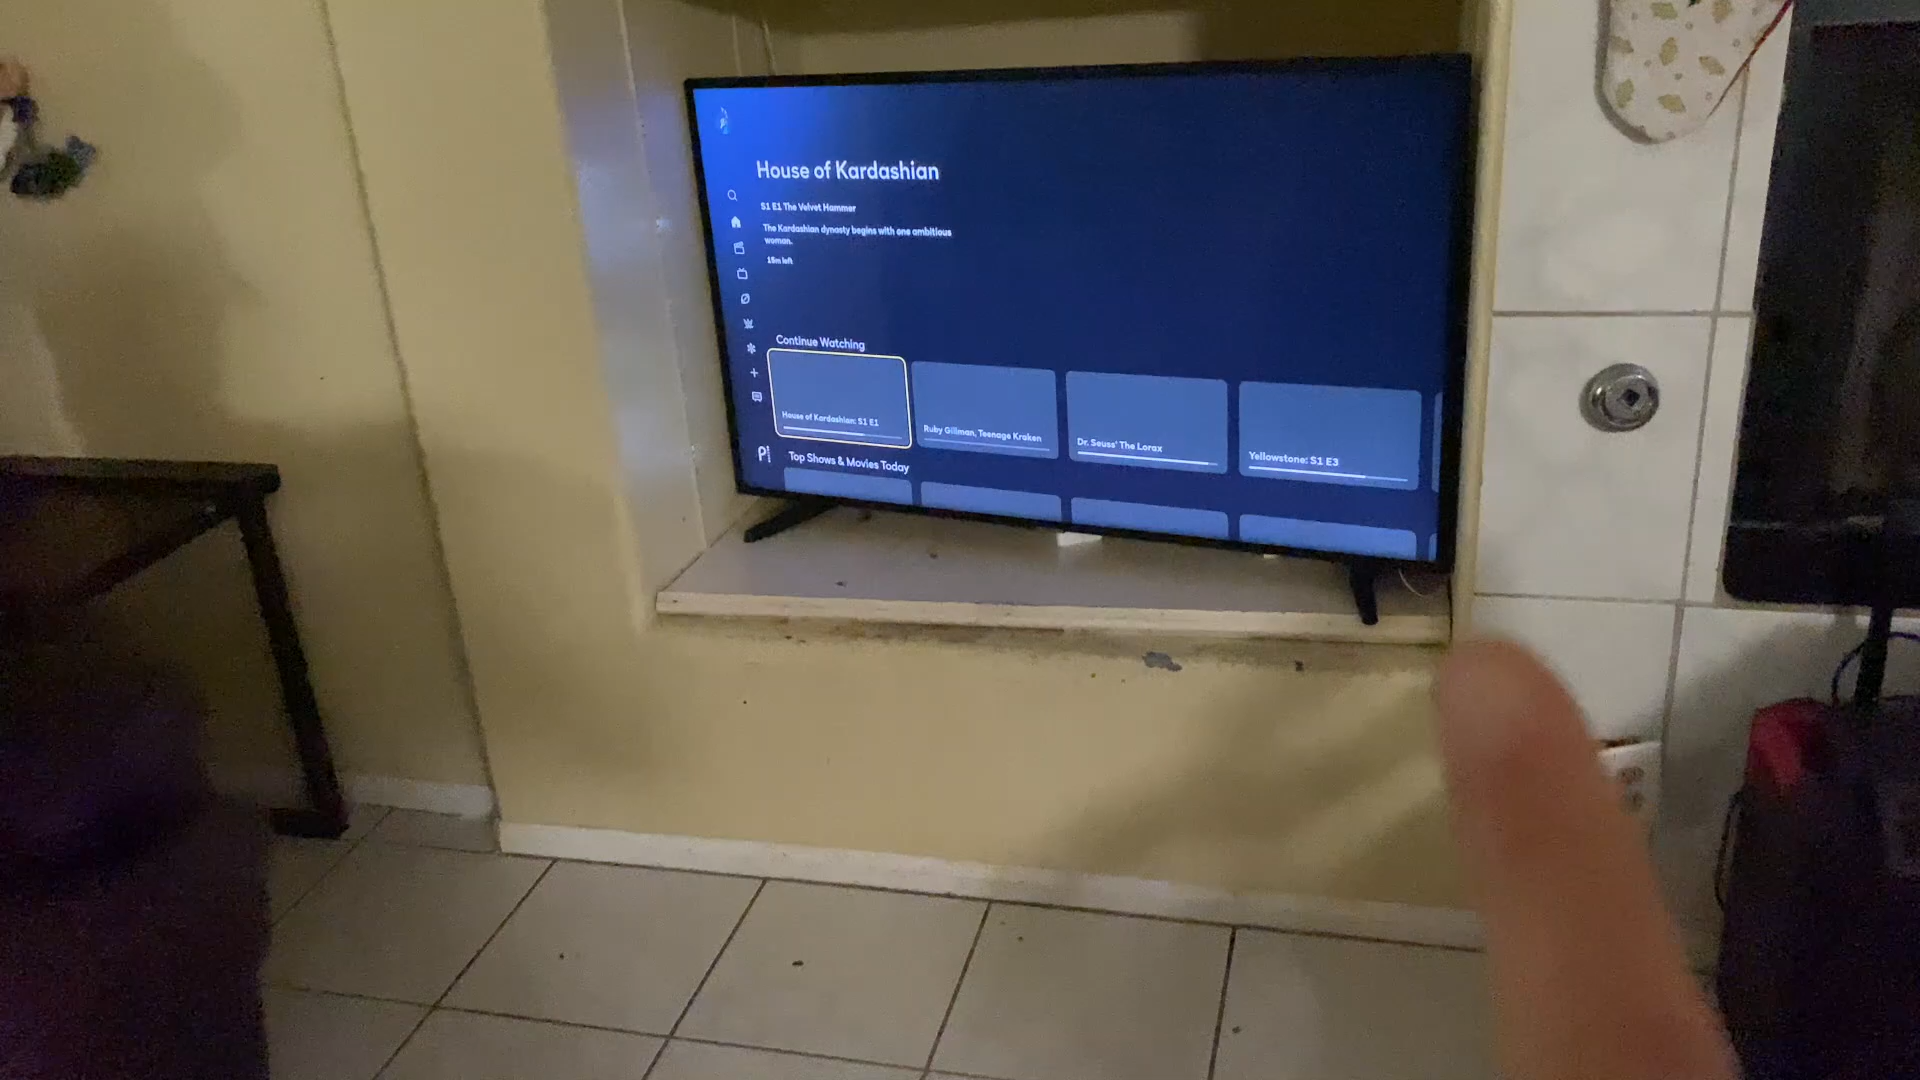 House of Kardashian
S1 E1 The Velvet Hammer
The Kardashian dynasty begins with one ambitious
woman.
15m left
Continue Watching
House of Kardashian: S1 E1
Ruby Gillman, Teenage Kraken
Dr. Seuss' The Lorax
Yellowstone: S1 E3
Top Shows & Movies Today